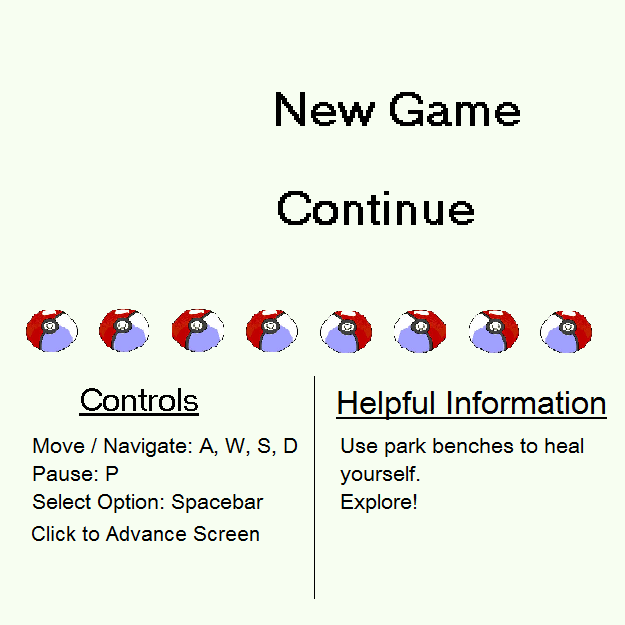 New Game
Continue
Controls
Move / Navigate: A, W, S, D
Pause: P
Select Option: Spacebar
Click to Advance Screen
Helpful Information
Use park benches to heal
yourself.
Explore!